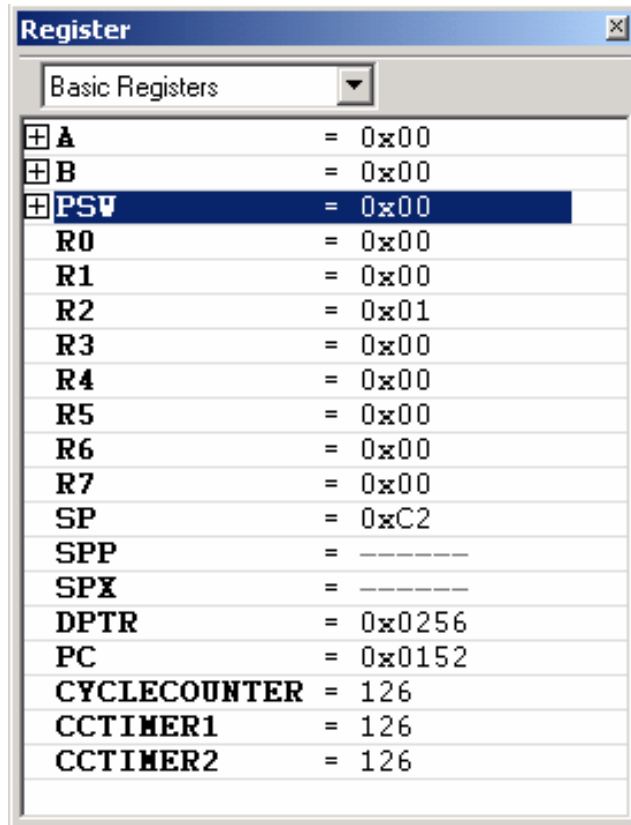 Register
Basic Registers
A = 0x00
B = 0x00
PSW = 0x00
R0 = 0x00
R1 = 0x00
R2 = 0x01
R3 = 0x00
R4 = 0x00
R5 = 0x00
R6 = 0x00
R7 = 0x00
SP = 0xC2
SPP = ------
SPX = ------
DPTR = 0x0256
PC = 0x0152
CYCLECOUNTER = 126
CCTIMER1 = 126
CCTIMER2 = 126